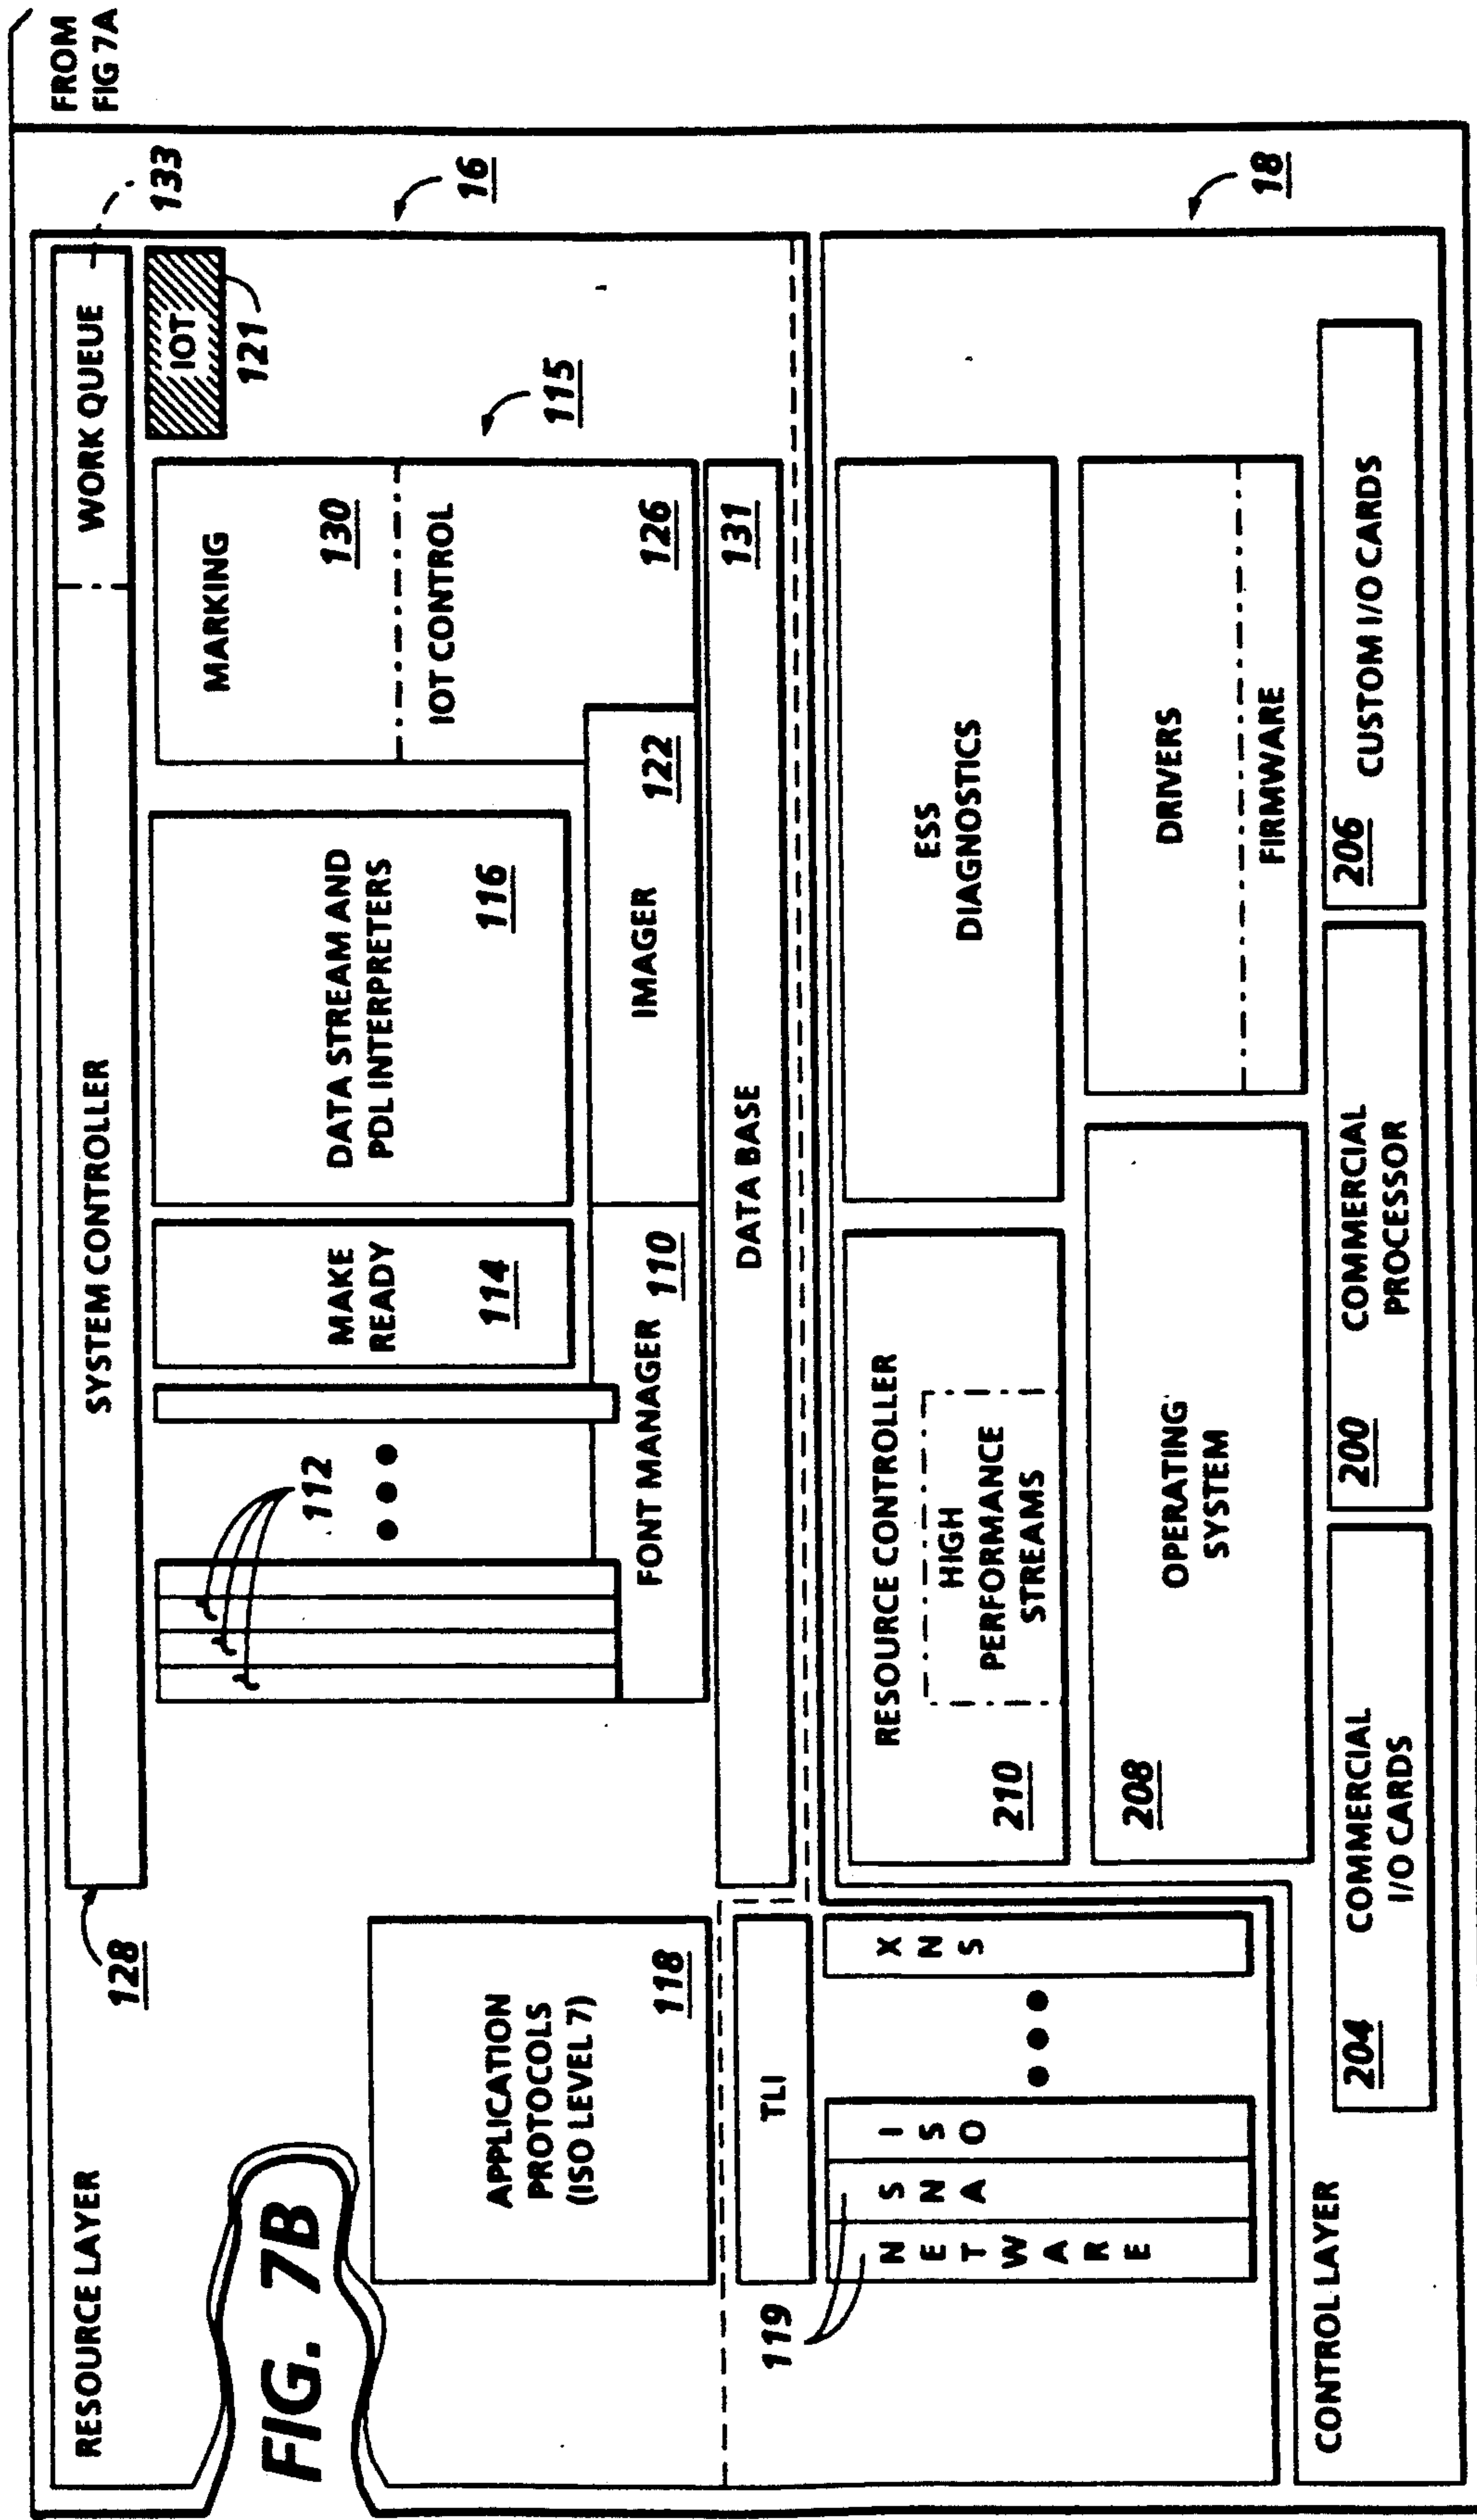 FROM
FIG 7A
RESOURCE LAYER
FIG. 7B
128
SYSTEM CONTROLLER
WORK QUEUE
133
IOT
121
16
115
112
MAKE
READY
114
DATA STREAM AND
PDL INTERPRETERS
116
MARKING
130
IOT CONTROL
126
FONT MANAGER
110
IMAGER
122
DATA BASE
131
APPLICATION
PROTOCOLS
(ISO LEVEL 7)
118
TLI
119
NETWARE
SNA
ISO
XNS
18
RESOURCE CONTROLLER
HIGH
PERFORMANCE
STREAMS
210
ESS
DIAGNOSTICS
208
OPERATING
SYSTEM
DRIVERS
FIRMWARE
CONTROL LAYER
204
COMMERCIAL
I/O CARDS
200
COMMERCIAL
PROCESSOR
206
CUSTOM I/O CARDS